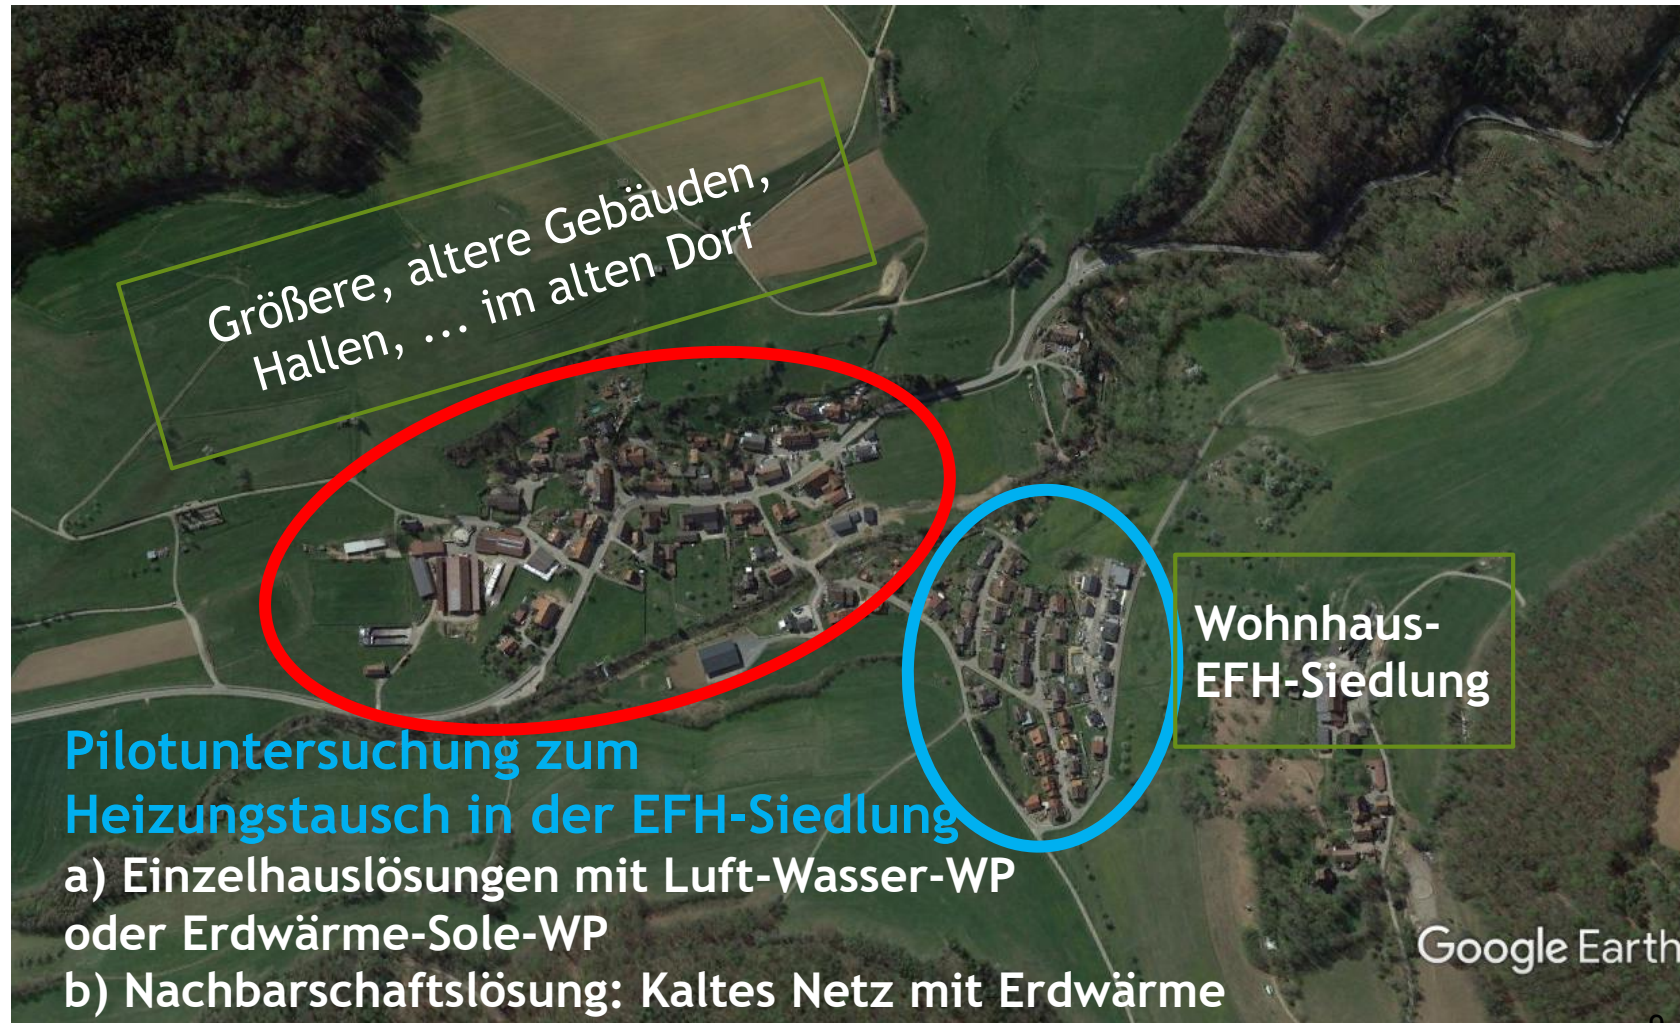 Größere, altere Gebäuden,
Hallen, ... im alten Dorf
Wohnhaus-
EFH-Siedlung
Pilotuntersuchung zum
Heizungstausch in der EFH-Siedlung
a) Einzelhauslösungen mit Luft-Wasser-WP
oder Erdwärme-Sole-WP
b) Nachbarschaftslösung: Kaltes Netz mit Erdwärme
Google Earth